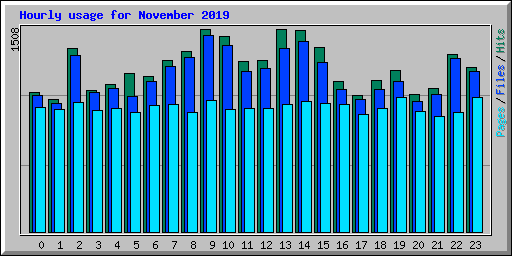 Hourly usage for November 2019
1508
Pages/Files/Hits
0 1 2 3 4 5 6 7 8 9 10 11 12 13 14 15 16 17 18 19 20 21 22 23